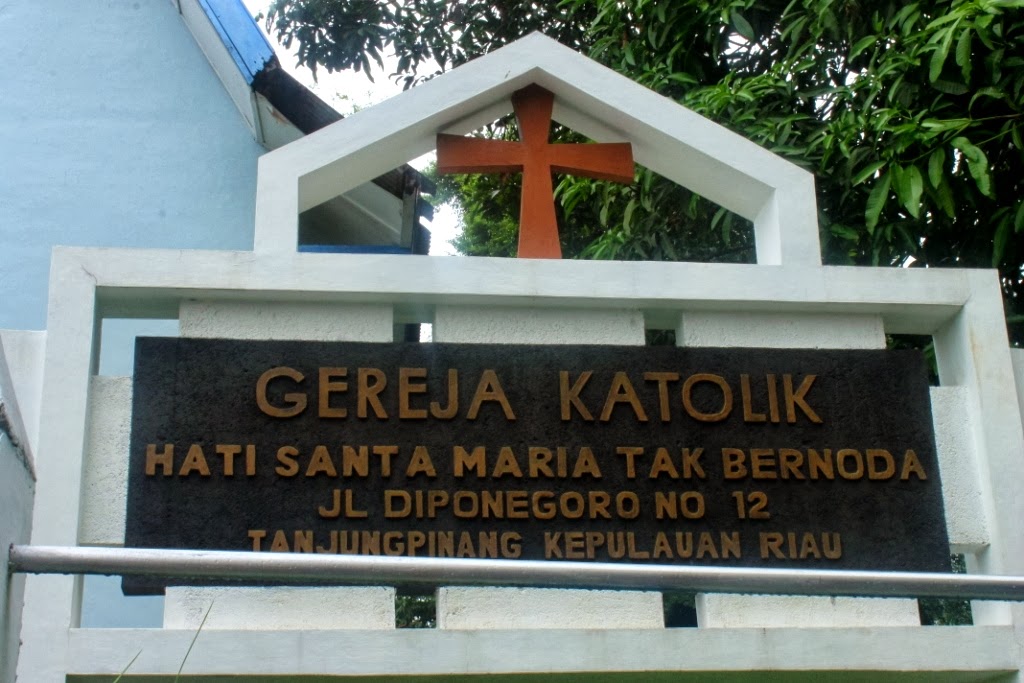 GEREJA KATOLIK
HATI SANTA MARIA TAK BERNODA
JL DIPONEGORO NO 12
TANJUNGPINANG KEPULAUAN RIAU